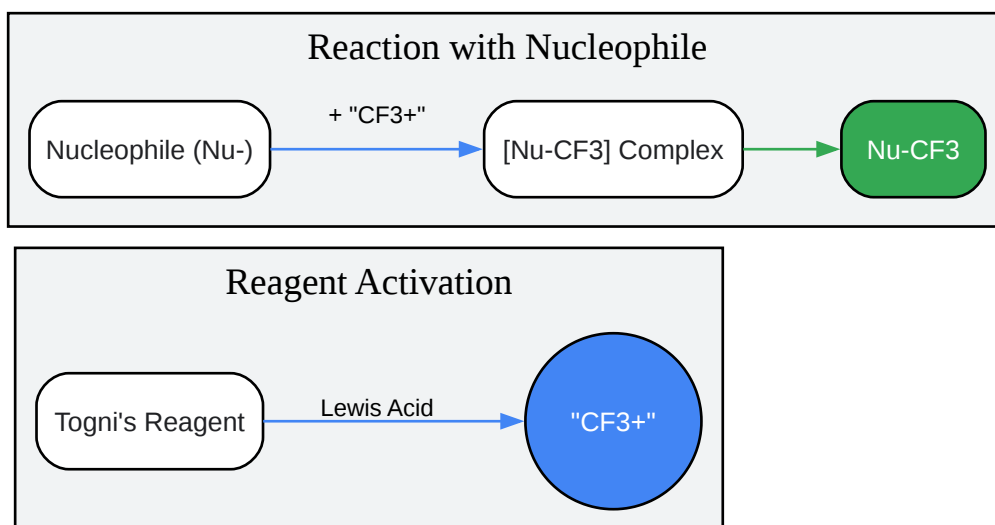 Reaction with Nucleophile
Nucleophile (Nu-)
+ "CF3+"
[Nu-CF3] Complex
Nu-CF3
Reagent Activation
Togni's Reagent
Lewis Acid
"CF3+"